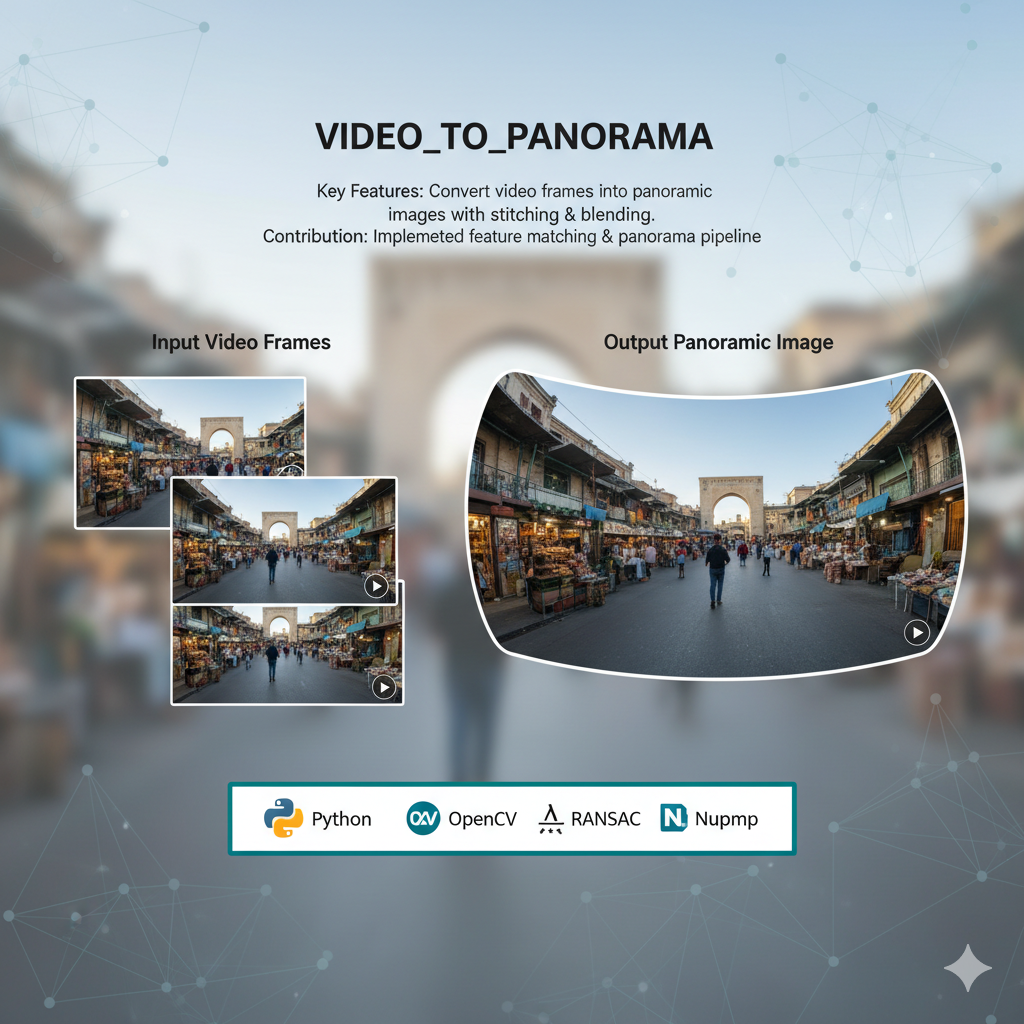 VIDEO_TO_PANORAMA
Key Features: Convert video frames into panoramic
images with stitching & blending.
Contribution: Implemeted feature matching & panorama pipeline
Input Video Frames
Output Panoramic Image
Python
OpenCV
RANSAC
Nupmp